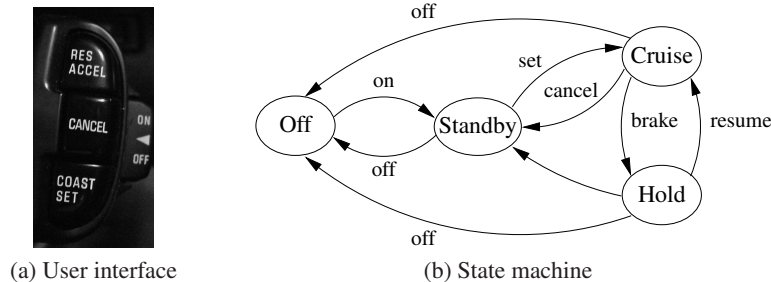 RES
ACCEL
CANCEL
ON
OFF
COAST
SET
(a) User interface
off
on
set
cancel
Cruise
Off
Standby
brake
resume
off
Hold
off
(b) State machine